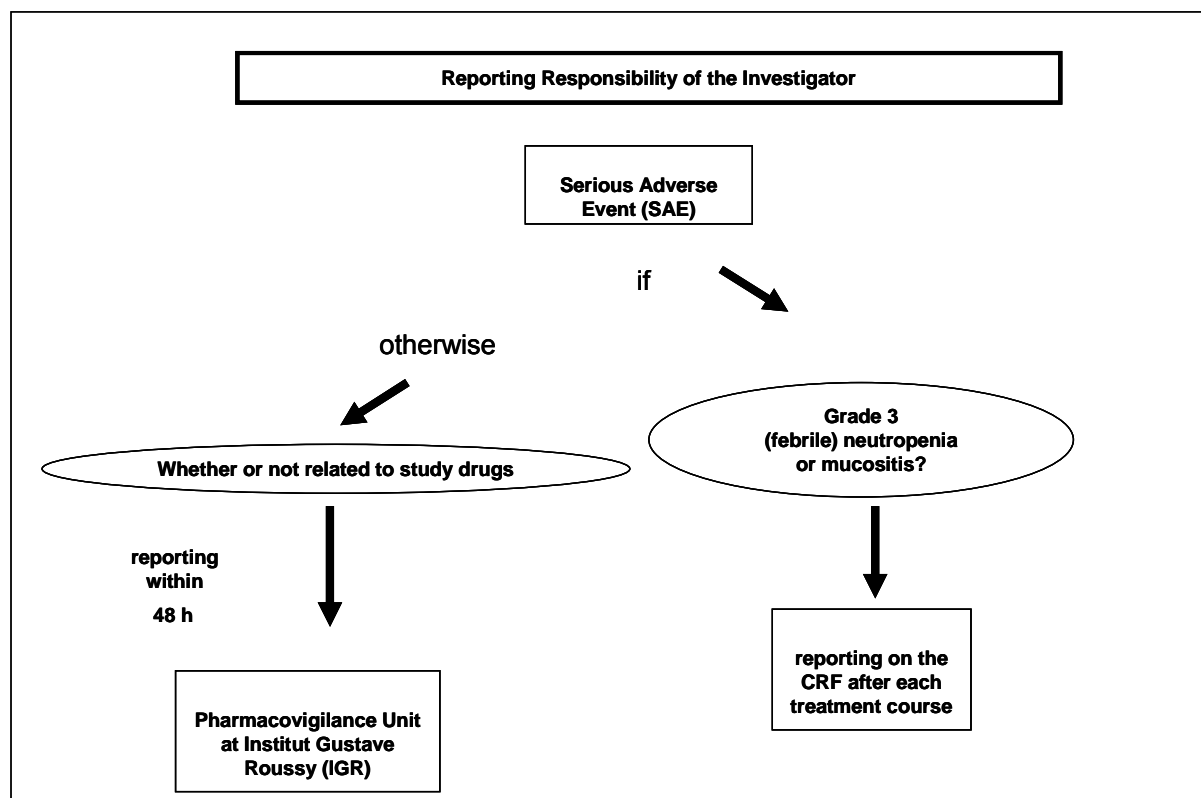 Reporting Responsibility of the Investigator
Serious Adverse
Event (SAE)
if
otherwise
Grade 3
(febrile) neutropenia
or mucositis?
Whether or not related to study drugs
reporting
within
48 h
reporting on the
CRF after each
treatment course
Pharmacovigilance Unit
at Institut Gustave
Roussy (IGR)